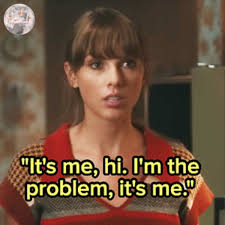 "It's me, hi. I'm the
problem, it's me."